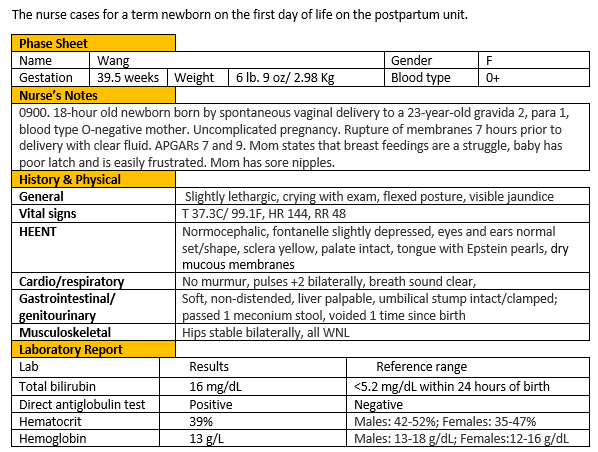 The nurse cases for a term newborn on the first day of life on the postpartum unit.
Phase Sheet
Name Wang Gender F
Gestation 39.5 weeks Weight 6 lb. 9 oz/ 2.98 Kg Blood type 0+
Nurse's Notes
0900. 18-hour old newborn born by spontaneous vaginal delivery to a 23-year-old gravida 2, para 1,
blood type O-negative mother. Uncomplicated pregnancy. Rupture of membranes 7 hours prior to
delivery with clear fluid. APGARs 7 and 9. Mom states that breast feedings are a struggle, baby has
poor latch and is easily frustrated. Mom has sore nipples.
History & Physical
General Slightly lethargic, crying with exam, flexed posture, visible jaundice
Vital signs T 37.3C/ 99.1F, HR 144, RR 48
HEENT Normocephalic, fontanelle slightly depressed, eyes and ears normal
set/shape, sclera yellow, palate intact, tongue with Epstein pearls, dry
mucous membranes
Cardio/respiratory No murmur, pulses +2 bilaterally, breath sound clear,
Gastrointestinal/ Soft, non-distended, liver palpable, umbilical stump intact/clamped;
genitourinary passed 1 meconium stool, voided 1 time since birth
Musculoskeletal Hips stable bilaterally, all WNL
Laboratory Report
Lab Results Reference range
Total bilirubin 16 mg/dL <5.2 mg/dL within 24 hours of birth
Direct antiglobulin test Positive Negative
Hematocrit 39% Males: 42-52%; Females: 35-47%
Hemoglobin 13 g/L Males: 13-18 g/dL; Females:12-16 g/dL